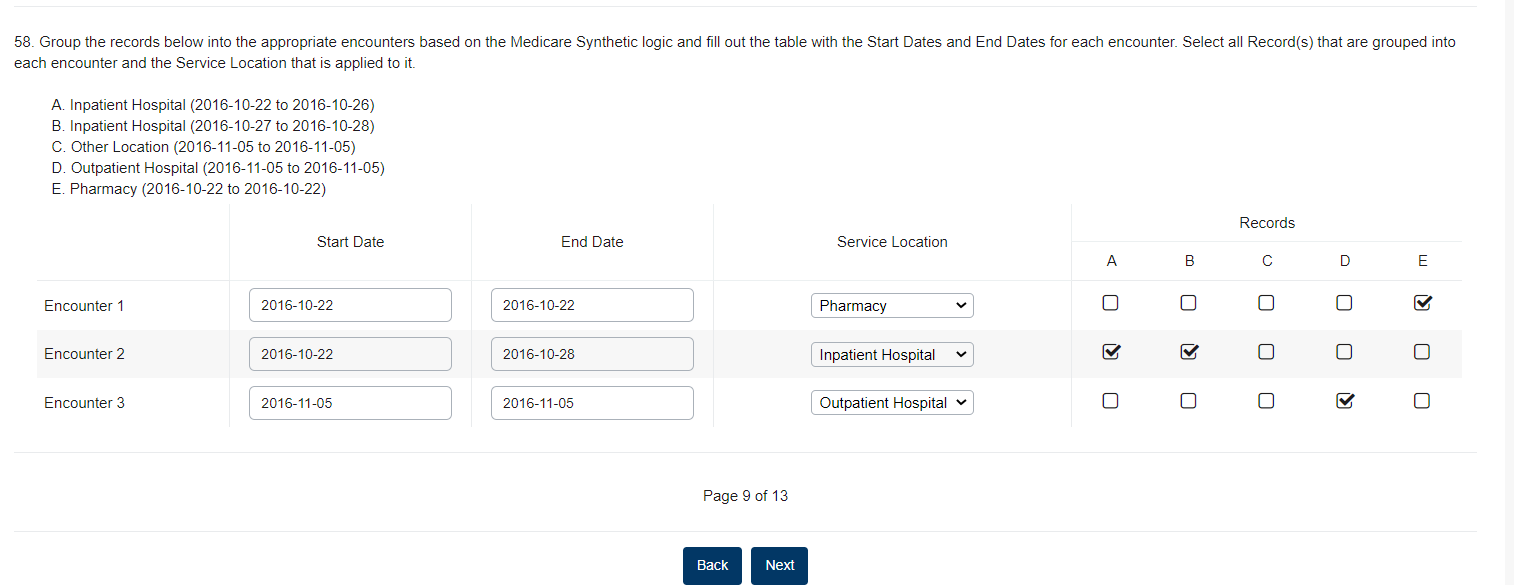 58. Group the records below into the appropriate encounters based on the Medicare Synthetic logic and fill out the table with the Start Dates and End Dates for each encounter. Select all Record(s) that are grouped into
each encounter and the Service Location that is applied to it.
A. Inpatient Hospital (2016-10-22 to 2016-10-26)
B. Inpatient Hospital (2016-10-27 to 2016-10-28)
C. Other Location (2016-11-05 to 2016-11-05)
D. Outpatient Hospital (2016-11-05 to 2016-11-05)
E. Pharmacy (2016-10-22 to 2016-10-22)
Records
Start Date End Date Service Location
A B C D E
Encounter 1 2016-10-22 2016-10-22 Pharmacy
Encounter 2 2016-10-22 2016-10-28 Inpatient Hospital
Encounter 3 2016-11-05 2016-11-05 Outpatient Hospital
Page 9 of 13
Back Next